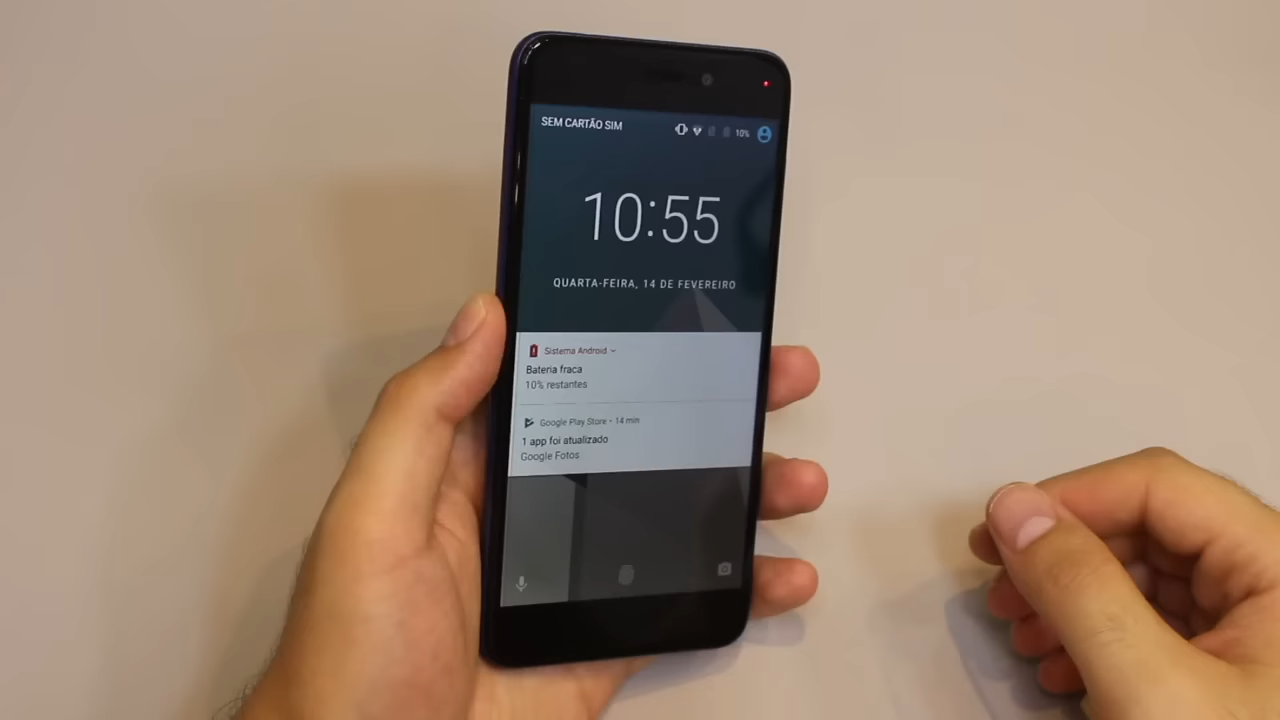 SEM CARTÃO SIM 10%
10:55
QUARTA-FEIRA, 14 DE FEVEREIRO
Sistema Android
Bateria fraca
10% restantes
Google Play Store • 14 min
1 app foi atualizado
Google Fotos